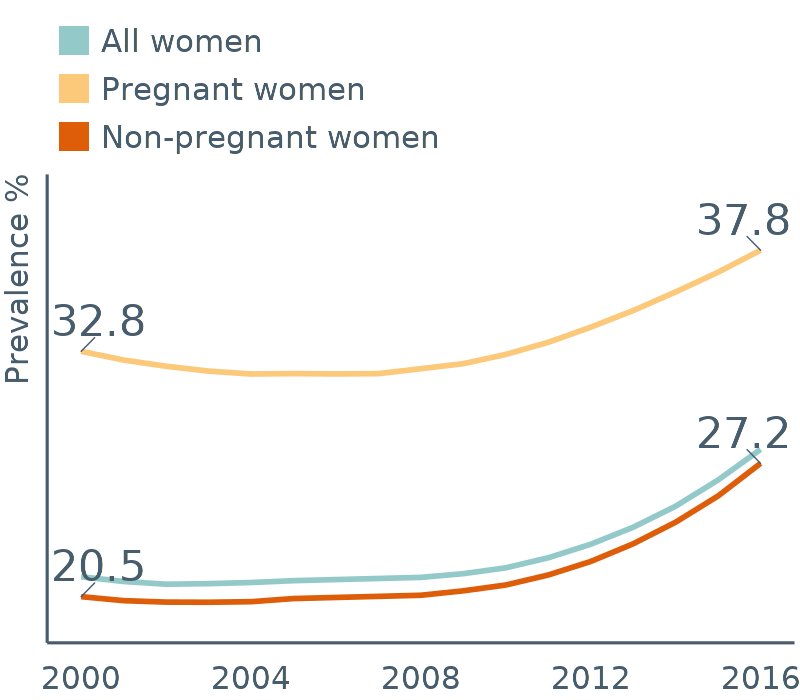 All women
Pregnant women
Non-pregnant women
Prevalence %
37.8
32.8
27.2
20.5
2000 2004 2008 2012 2016